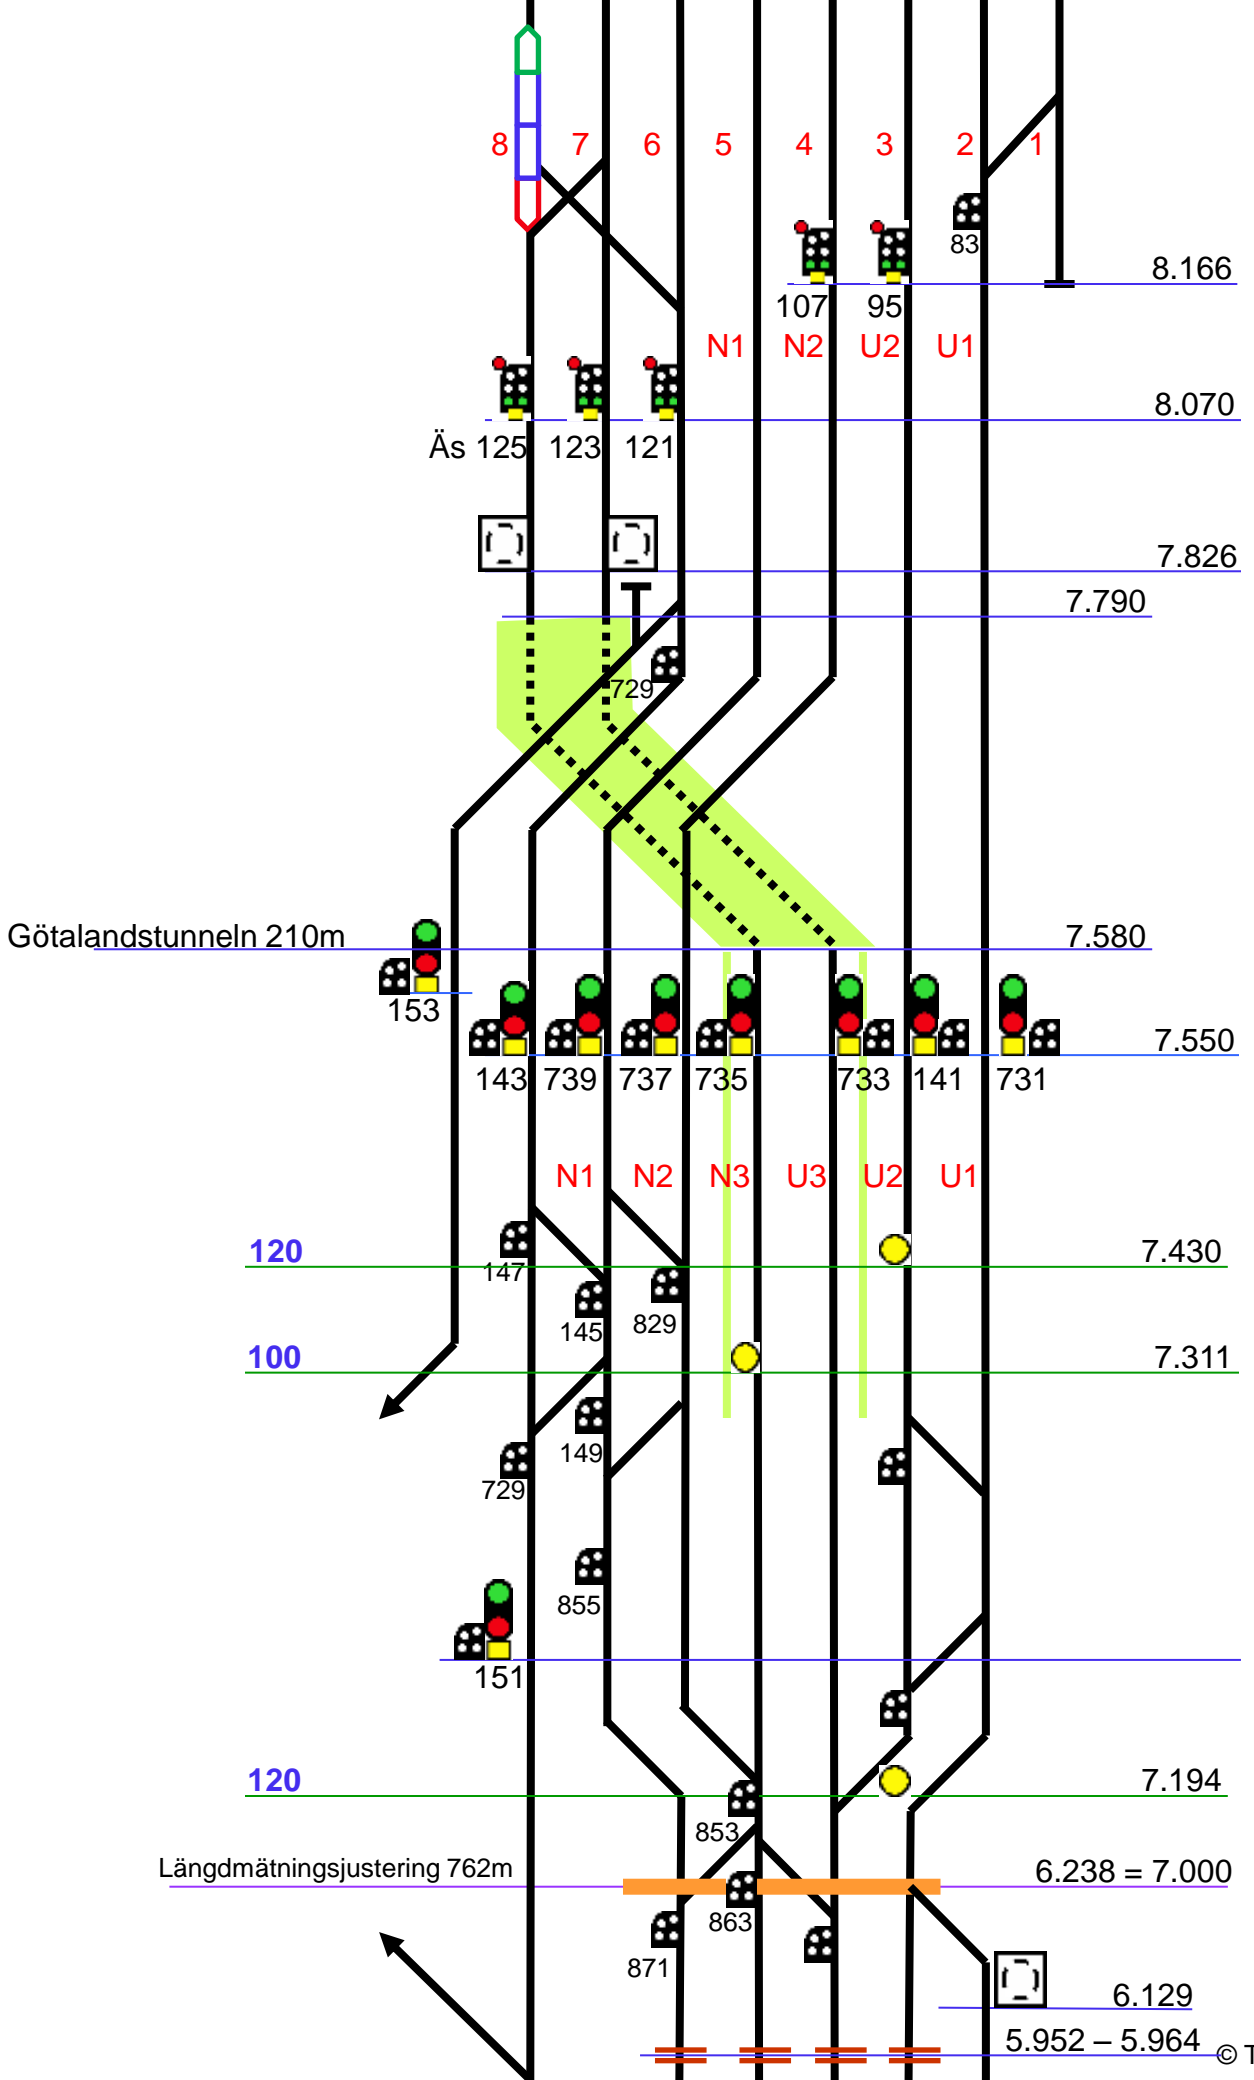 8 7 6 5 4 3 2 1
83
8.166
107 95
N1 N2 U2 U1
8.070
Äs 125 123 121
7.826
7.790
729
Götalandstunneln 210m 7.580
153
7.550
143 739 737 735 733 141 731
N1 N2 N3 U3 U2 U1
120 7.430
147
145 829
100 7.311
149
729
855
151
120 7.194
853
Längdmätningsjustering 762m 6.238 = 7.000
863
871
6.129
5.952 – 5.964
© T